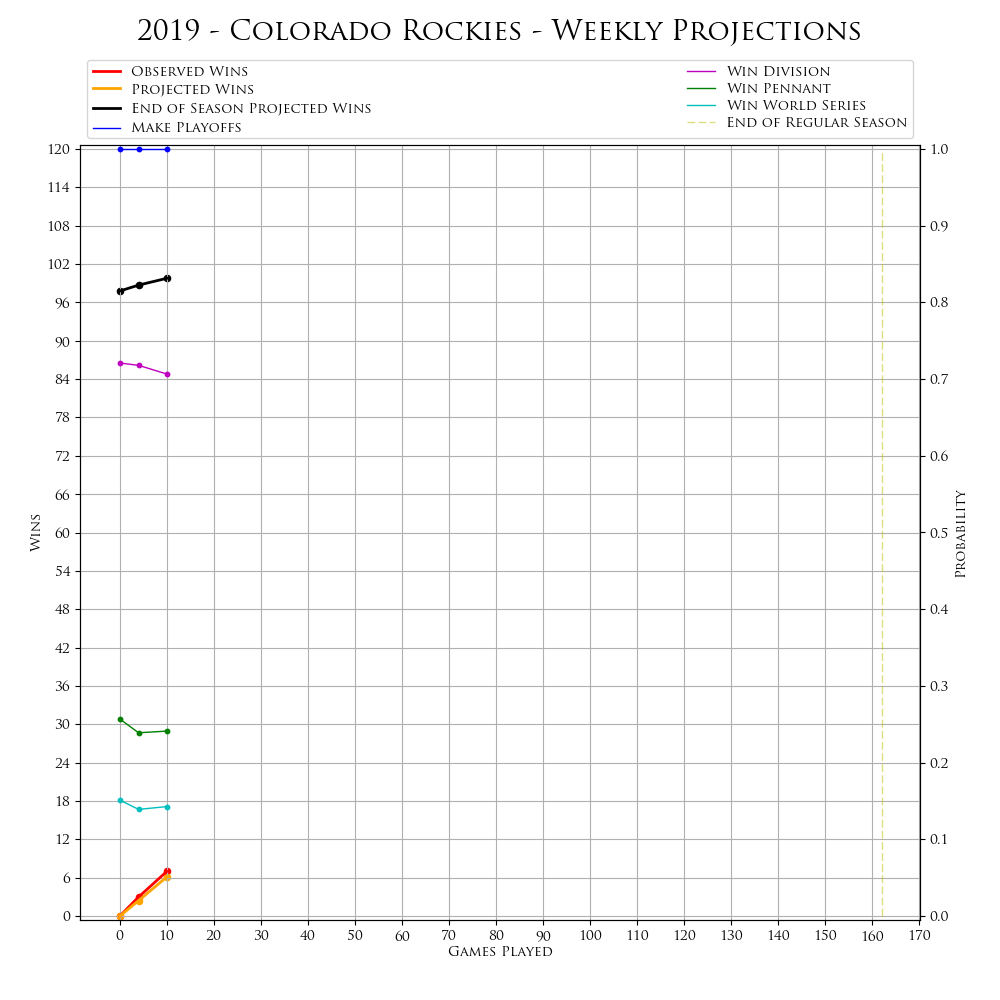 2019 - Colorado Rockies - Weekly Projections
Observed Wins
Projected Wins
End of Season Projected Wins
Make Playoffs
Win Division
Win Pennant
Win World Series
End of Regular Season
120
114
108
102
96
90
84
78
72
66
60
54
48
42
36
30
24
18
12
6
0
Wins
1.0
0.9
0.8
0.7
0.6
0.5
0.4
0.3
0.2
0.1
0.0
Probability
0 10 20 30 40 50 60 70 80 90 100 110 120 130 140 150 160 170
Games Played